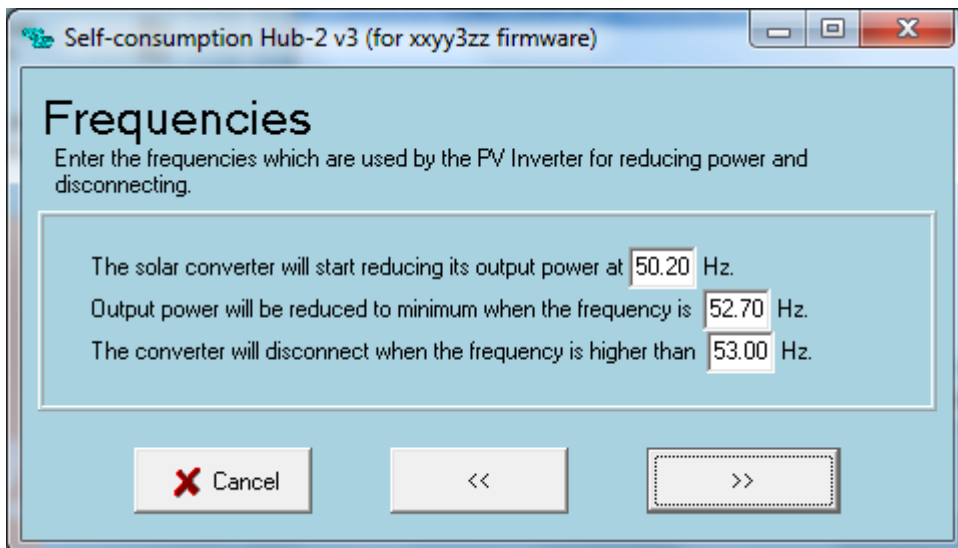 Self-consumption Hub-2 v3 (for xxyy3zz firmware)
Frequencies
Enter the frequencies which are used by the PV Inverter for reducing power and
disconnecting.
The solar converter will start reducing its output power at 50.20 Hz.
Output power will be reduced to minimum when the frequency is 52.70 Hz.
The converter will disconnect when the frequency is higher than 53.00 Hz.
Cancel << >>